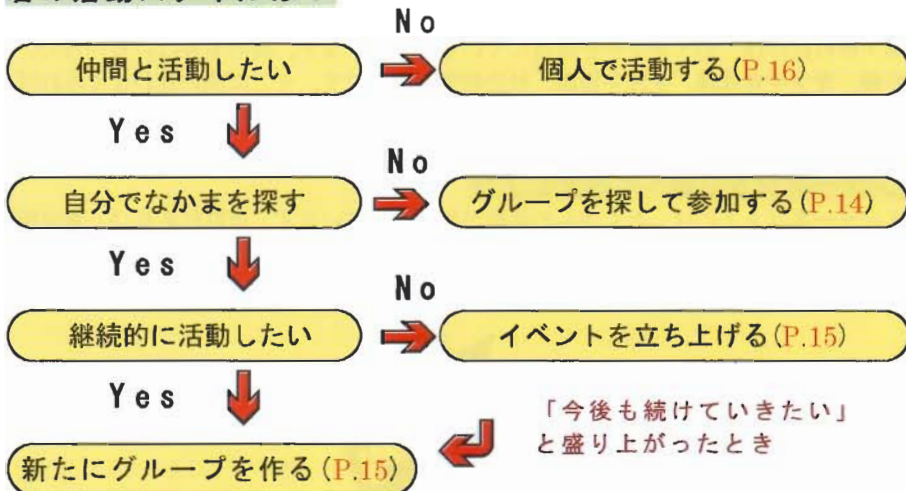 No
仲間と活動したい
個人で活動する(P.16)
Yes
No
自分でなかまを探す
グループを探して参加する(P.14)
Yes
No
継続的に活動したい
イベントを立ち上げる(P.15)
Yes
「今後も続けていきたい」
と盛り上がったとき
新たにグループを作る(P.15)